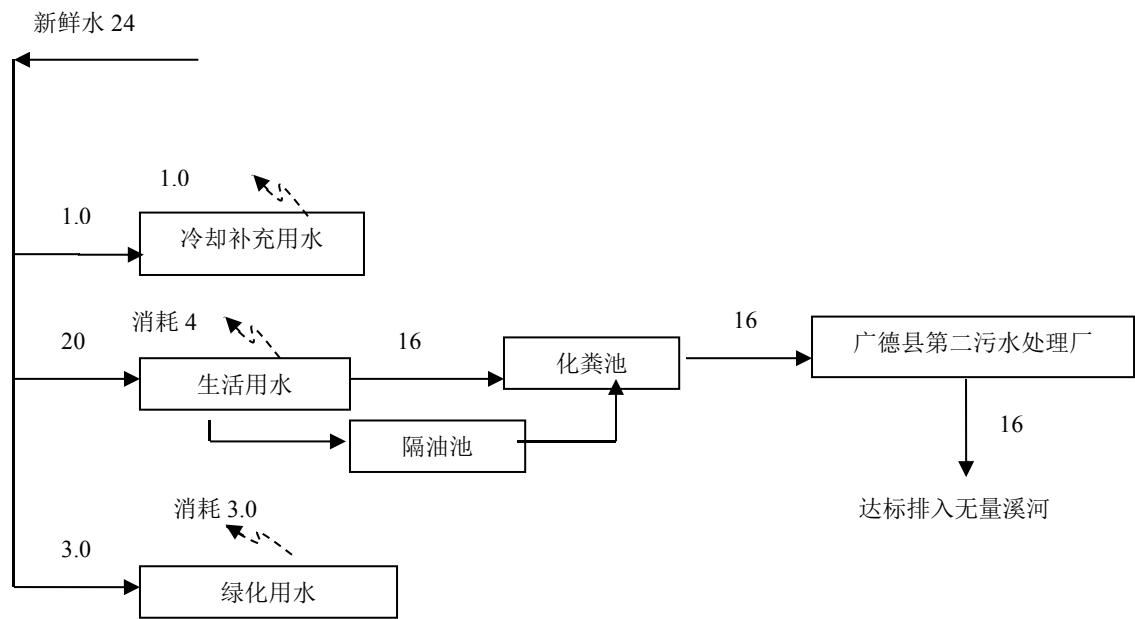 新鲜水 24
1.0
1.0
冷却补充用水
消耗 4
20
16
16
生活用水
化粪池
广德县第二污水处理厂
隔油池
16
消耗 3.0
达标排入无量溪河
3.0
绿化用水